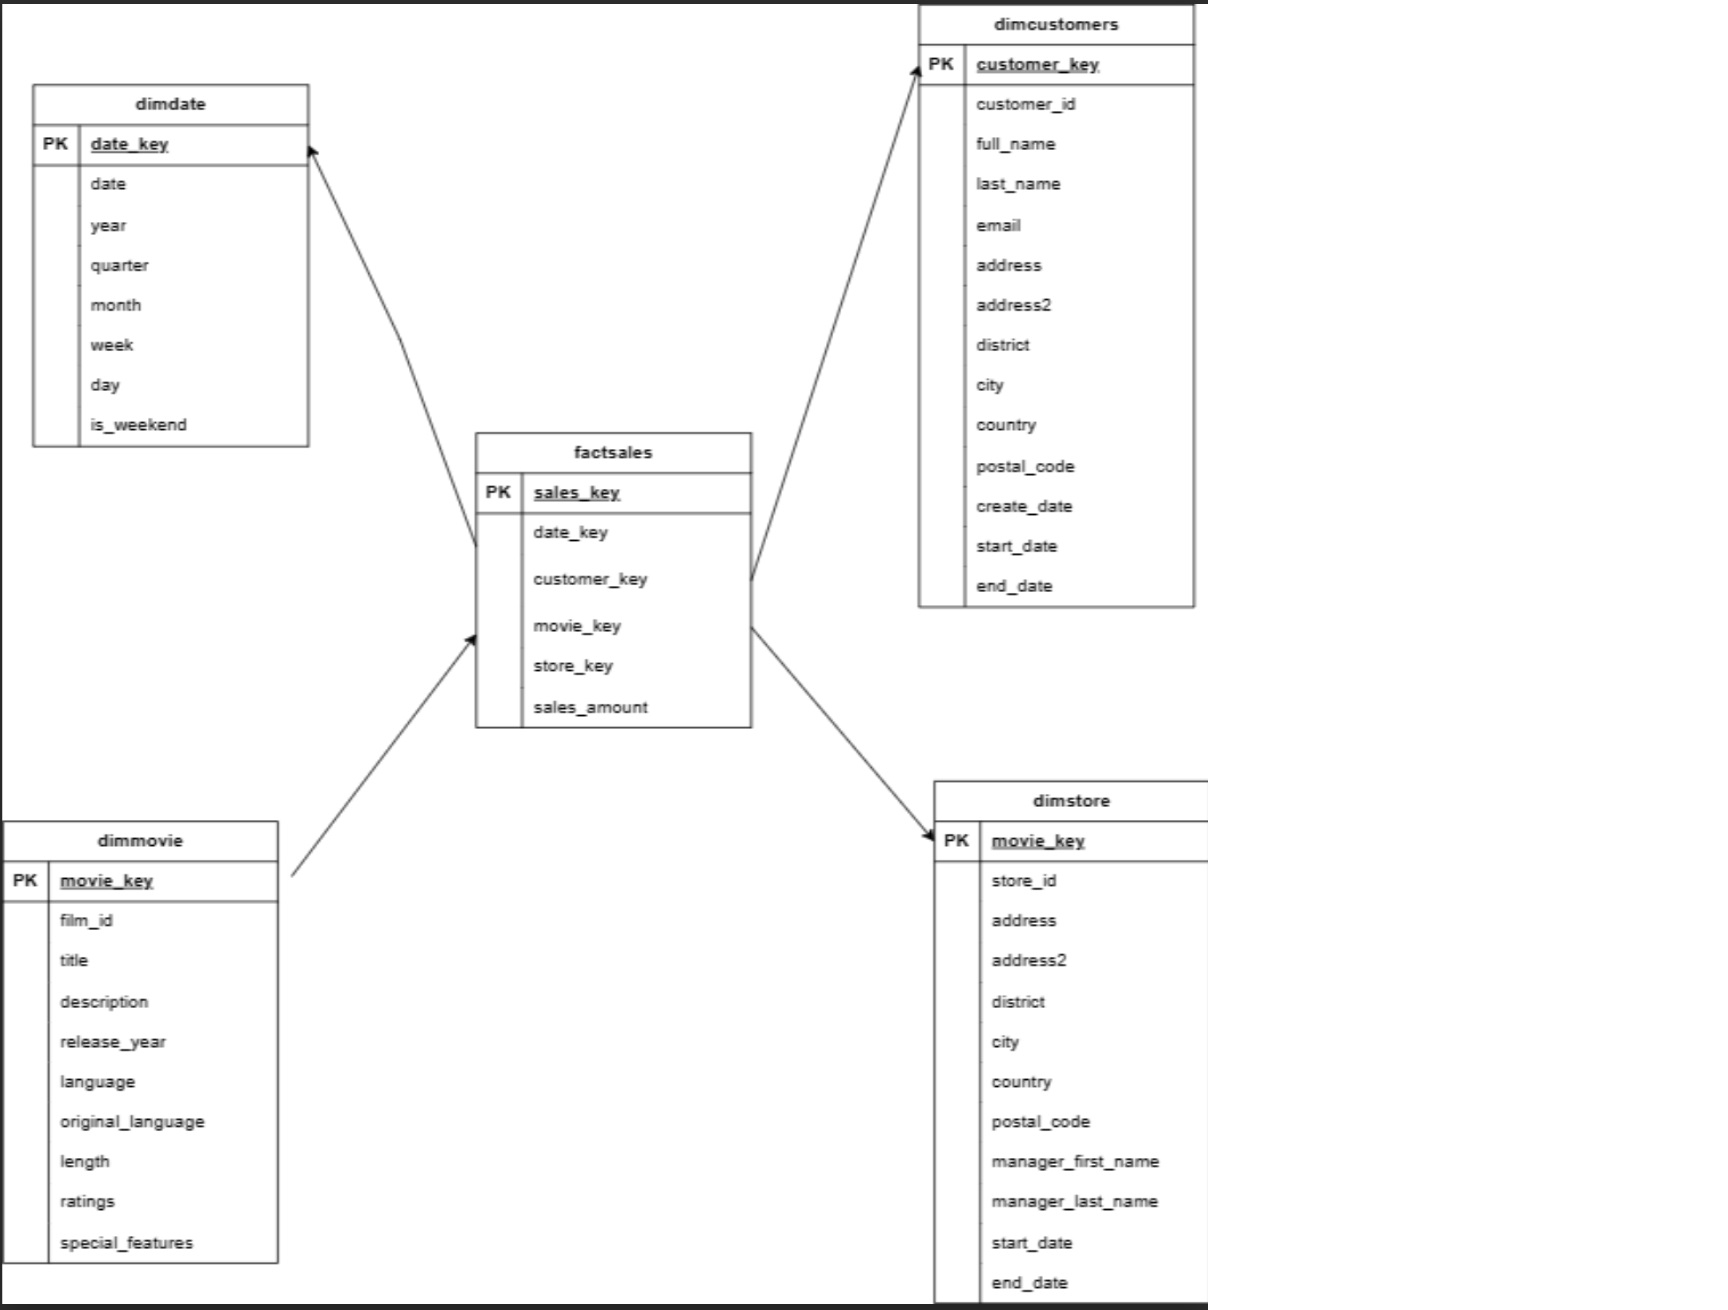 dimcustomers
PK customer_key
customer_id
full_name
last_name
email
address
address2
district
city
country
postal_code
create_date
start_date
end_date
dimdate
PK date_key
date
year
quarter
month
week
day
is_weekend
factsales
PK sales_key
date_key
customer_key
movie_key
store_key
sales_amount
dimmovie
PK movie_key
film_id
title
description
release_year
language
original_language
length
ratings
special_features
dimstore
PK movie_key
store_id
address
address2
district
city
country
postal_code
manager_first_name
manager_last_name
start_date
end_date